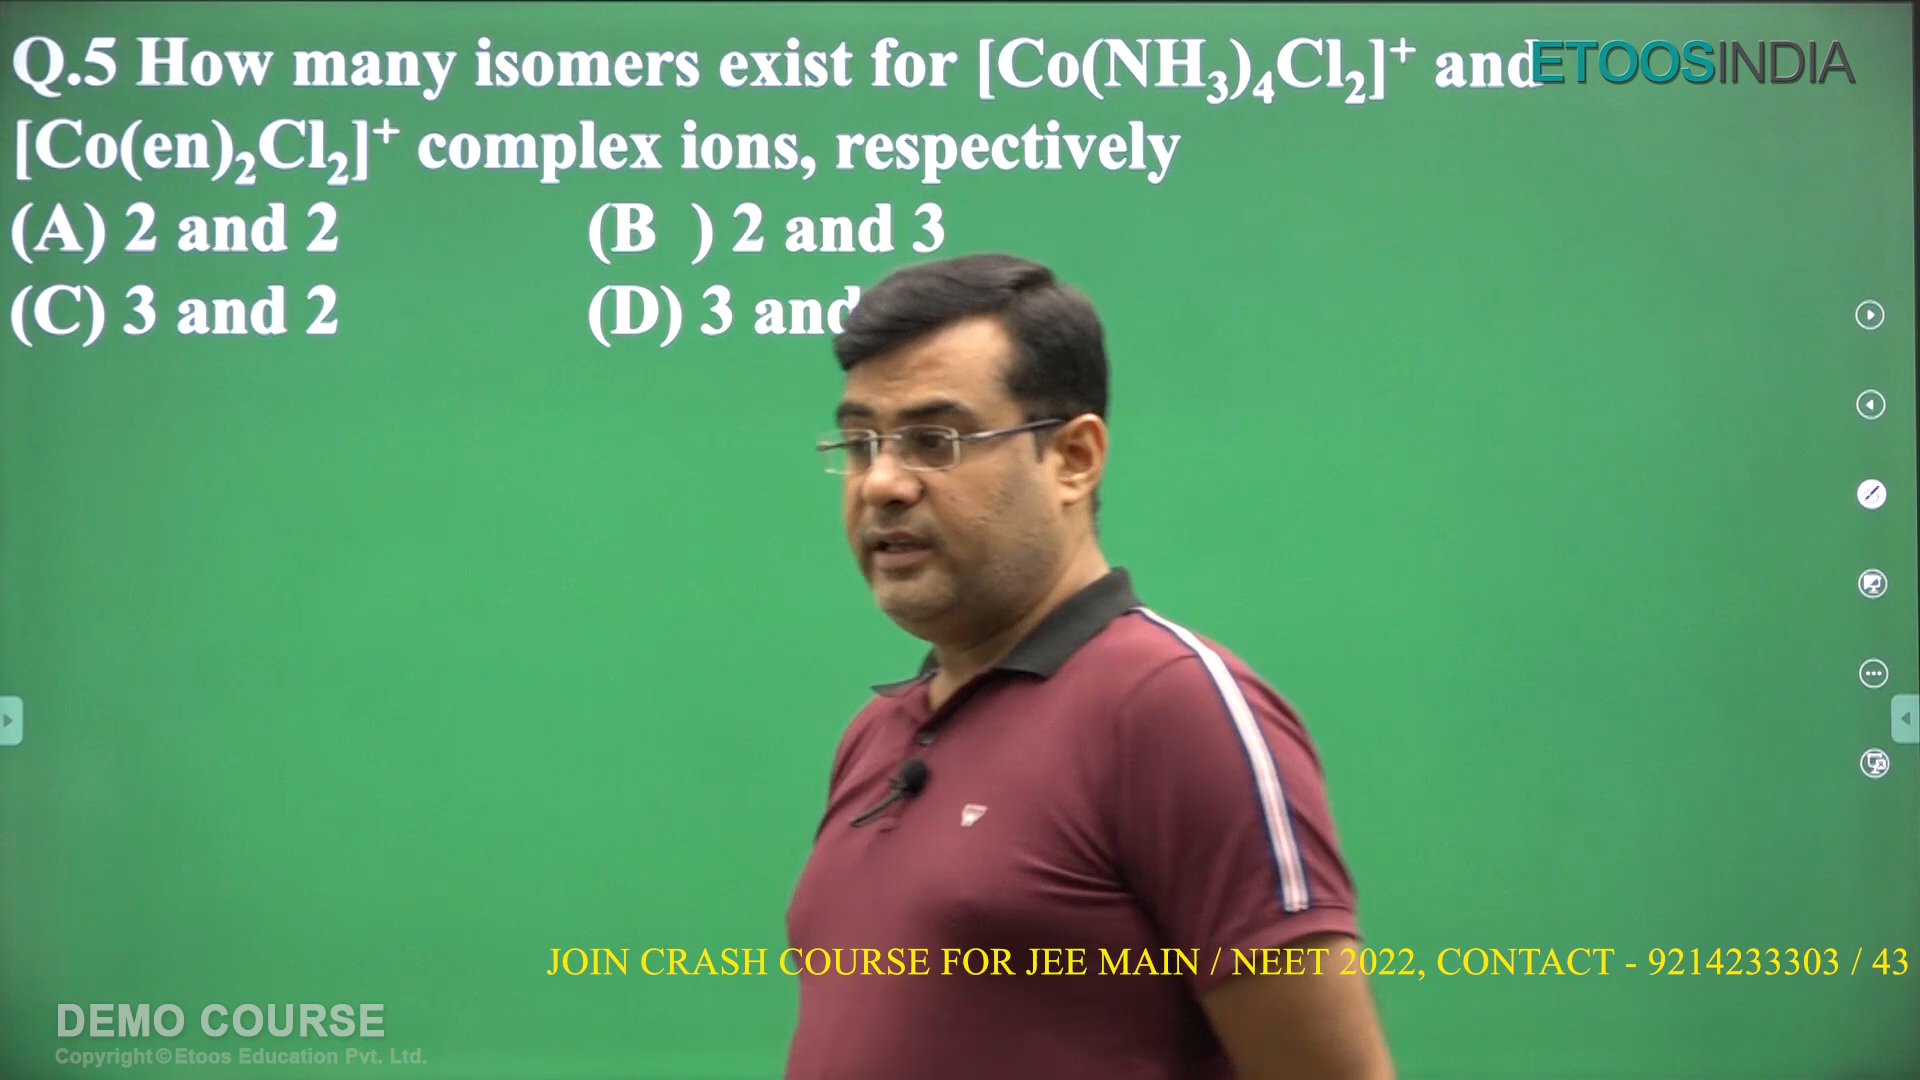 Q.5 How many isomers exist for [Co(NH₃)₄Cl₂]⁺ and
ETOOSINDIA
[Co(en)₂Cl₂]⁺ complex ions, respectively
(A) 2 and 2 (B ) 2 and 3
(C) 3 and 2 (D) 3 and
JOIN CRASH COURSE FOR JEE MAIN / NEET 2022, CONTACT - 9214233303 / 43
DEMO COURSE
Copyright © Etoos Education Pvt. Ltd.